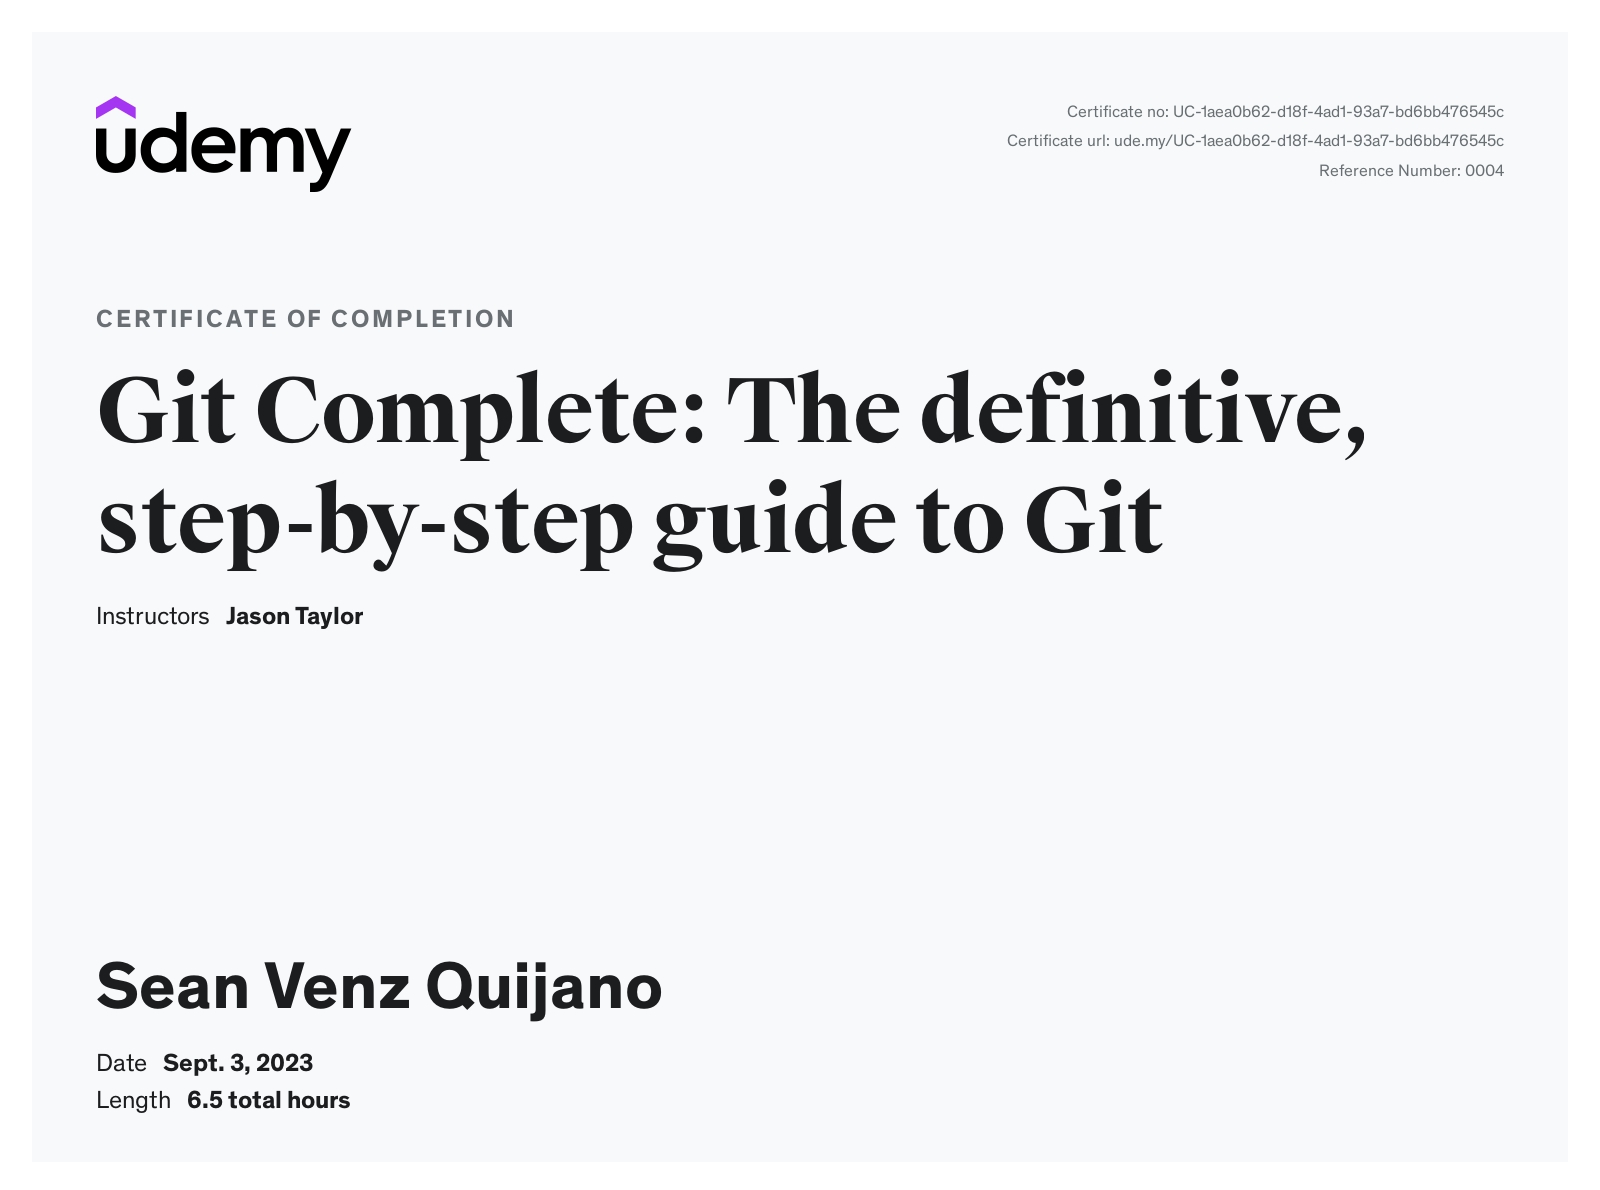 udemy
Certificate no: UC-1aea0b62-d18f-4ad1-93a7-bd6bb476545c
Certificate url: ude.my/UC-1aea0b62-d18f-4ad1-93a7-bd6bb476545c
Reference Number: 0004
CERTIFICATE OF COMPLETION
Git Complete: The definitive,
step-by-step guide to Git
Instructors Jason Taylor
Sean Venz Quijano
Date Sept. 3, 2023
Length 6.5 total hours